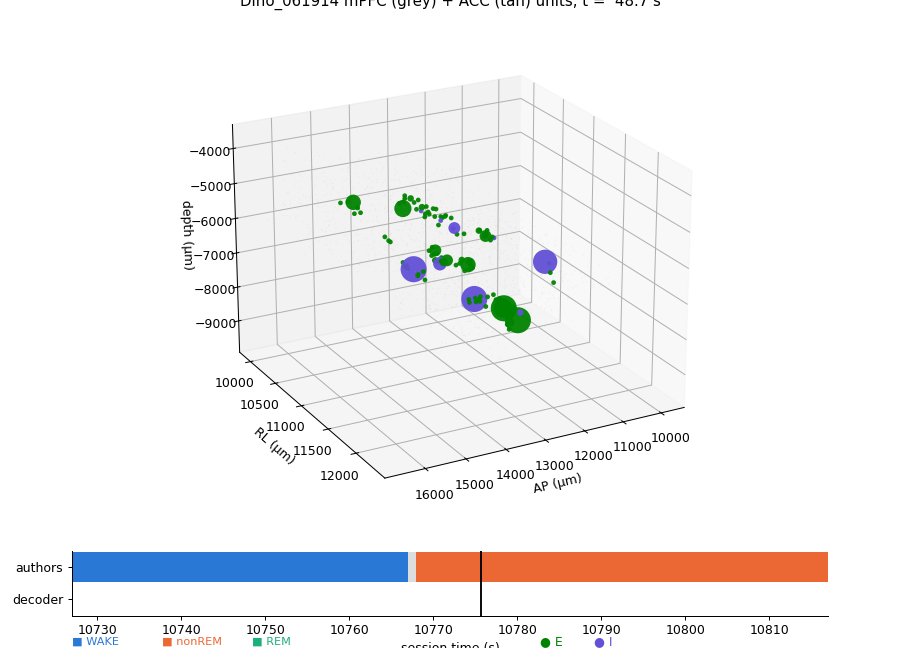 Dino_061914 mPFC (grey) + ACC (tan) units, t = 48.7 s
−4000
−5000
−6000
−7000
−8000
−9000
depth (μm)
10000
10500
11000
11500
12000
RL (μm)
16000
15000
14000
13000
12000
11000
10000
AP (μm)
authors
decoder
10730
10740
10750
10760
10770
10780
10790
10800
10810
session time (s)
WAKE
nonREM
REM
E
I